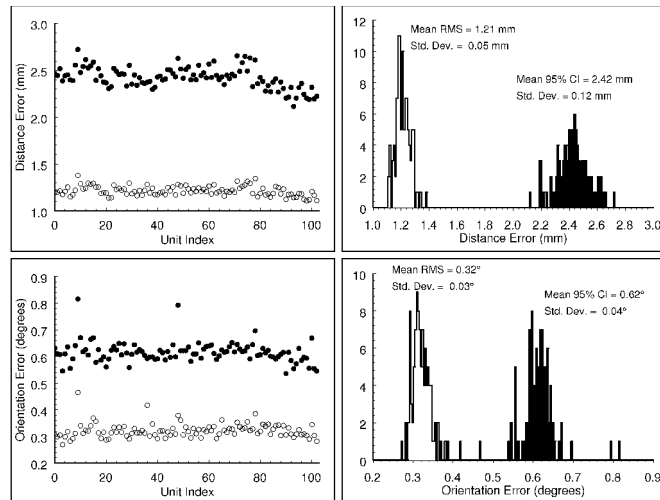 3.0
2.5
2.0
1.5
1.0
Distance Error (mm)
0 20 40 60 80 100
Unit Index
12
10
8
6
4
2
0
Mean RMS = 1.21 mm
Std. Dev. = 0.05 mm
Mean 95% CI = 2.42 mm
Std. Dev. = 0.12 mm
1.0 1.2 1.4 1.6 1.8 2.0 2.2 2.4 2.6 2.8 3.0
Distance Error (mm)
0.9
0.8
0.7
0.6
0.5
0.4
0.3
0.2
Orientation Error (degrees)
0 20 40 60 80 100
Unit Index
10
8
6
4
2
0
Mean RMS = 0.32°
Std. Dev. = 0.03°
Mean 95% CI = 0.62°
Std. Dev. = 0.04°
0.2 0.3 0.4 0.5 0.6 0.7 0.8 0.9
Orientation Error (degrees)